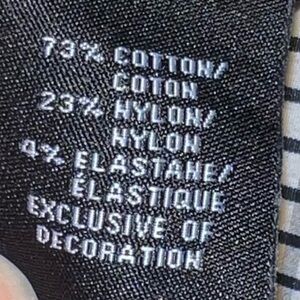 73% COTTON/
COTON
23% NYLON/
NYLON
4% ELASTANE/
ÉLASTIQUE
EXCLUSIVE OF
DECORATION